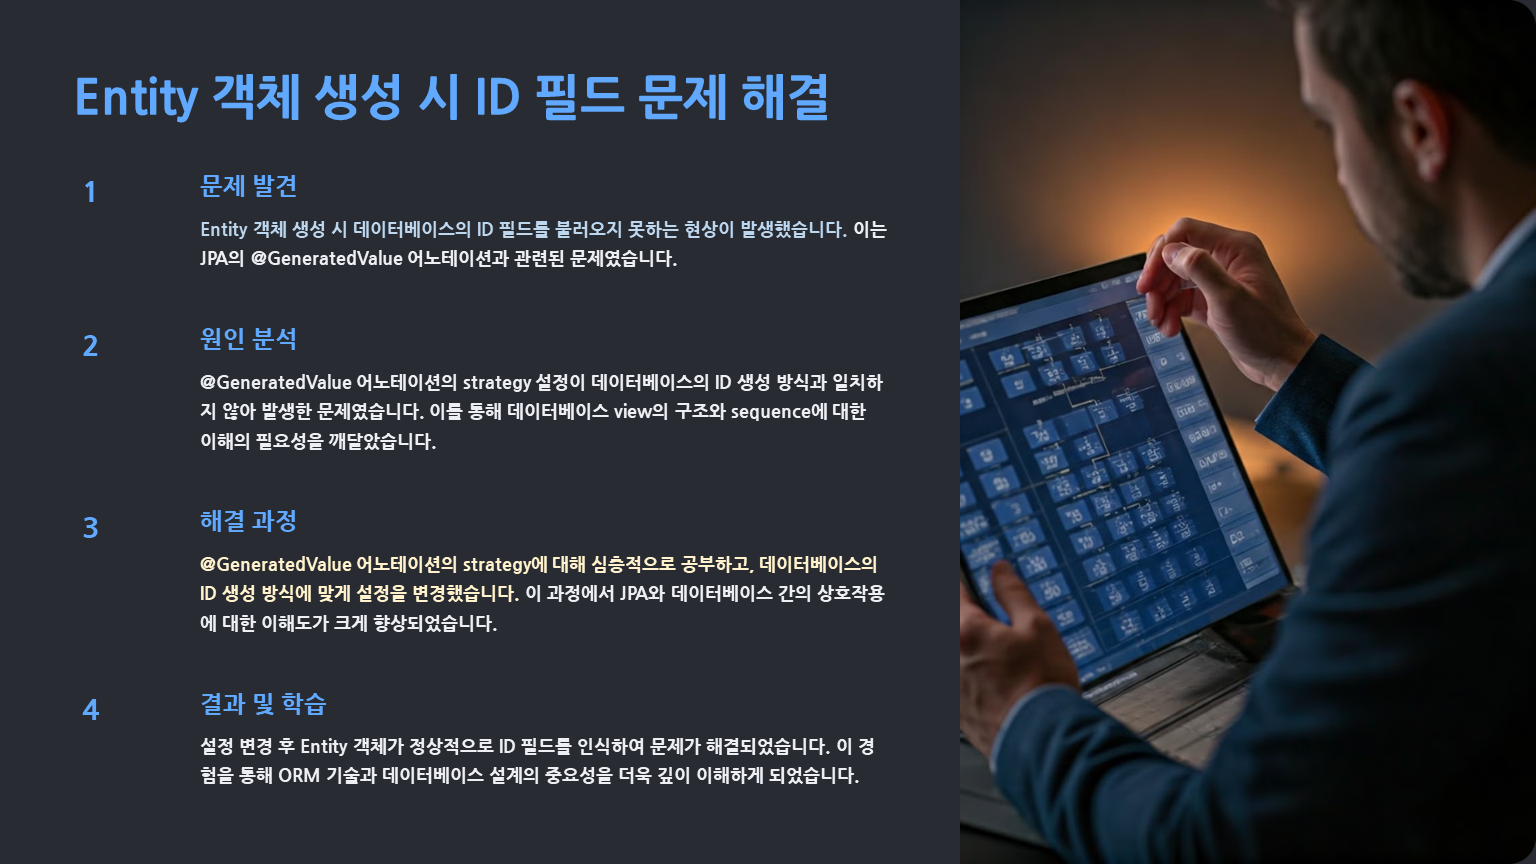 Entity 객체 생성 시 ID 필드 문제 해결
1
문제 발견
Entity 객체 생성 시 데이터베이스의 ID 필드를 불러오지 못하는 현상이 발생했습니다. 이는
JPA의 @GeneratedValue 어노테이션과 관련된 문제였습니다.
2
원인 분석
@GeneratedValue 어노테이션의 strategy 설정이 데이터베이스의 ID 생성 방식과 일치하
지 않아 발생한 문제였습니다. 이를 통해 데이터베이스 view의 구조와 sequence에 대한
이해의 필요성을 깨달았습니다.
3
해결 과정
@GeneratedValue 어노테이션의 strategy에 대해 심층적으로 공부하고, 데이터베이스의
ID 생성 방식에 맞게 설정을 변경했습니다. 이 과정에서 JPA와 데이터베이스 간의 상호작용
에 대한 이해도가 크게 향상되었습니다.
4
결과 및 학습
설정 변경 후 Entity 객체가 정상적으로 ID 필드를 인식하여 문제가 해결되었습니다. 이 경
험을 통해 ORM 기술과 데이터베이스 설계의 중요성을 더욱 깊이 이해하게 되었습니다.